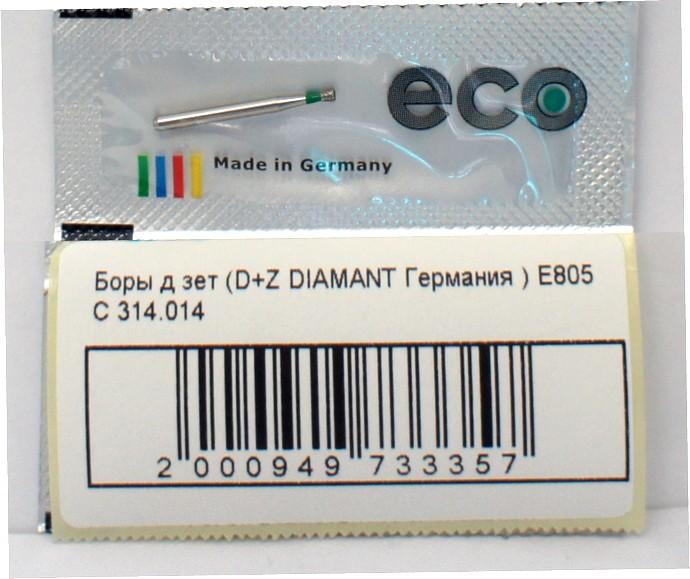 eco
Made in Germany
Боры д зет (D+Z DIAMANT Германия ) E805
C 314.014
2 000949 733357